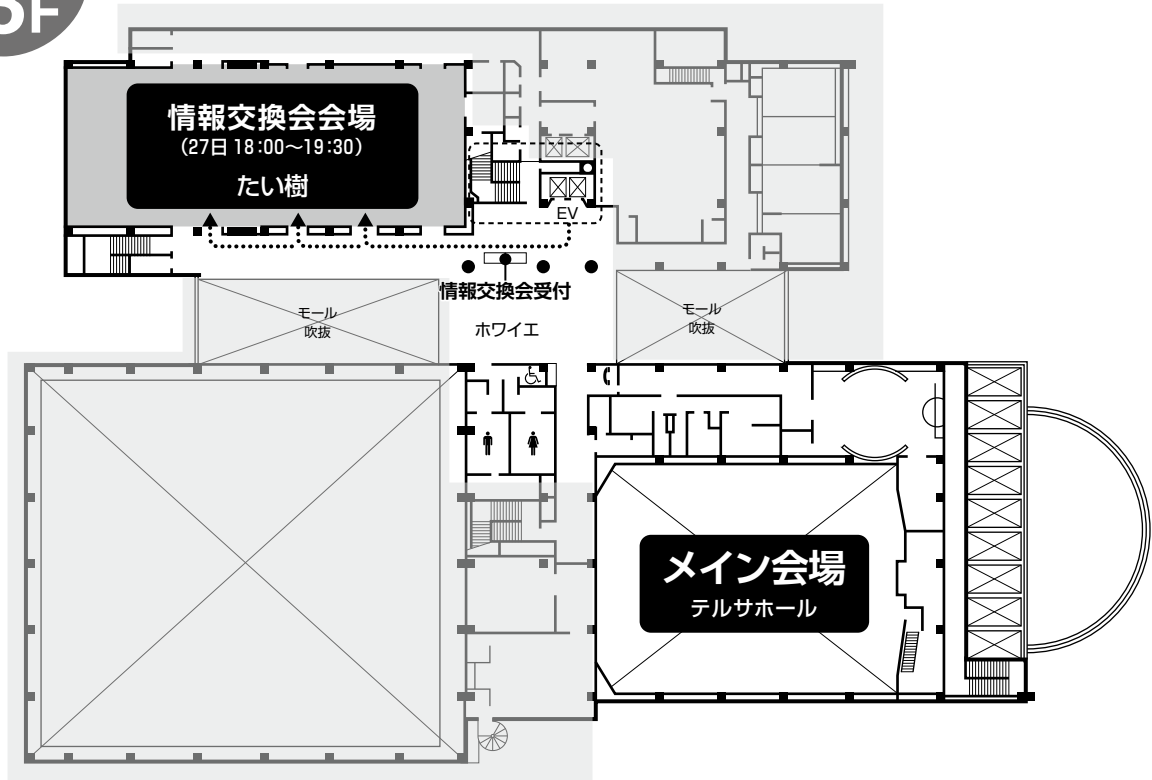 情報交換会会場
(27日 18:00〜19:30)
たい樹
EV
情報交換会受付
モール
吹抜
ホワイエ
モール
吹抜
メイン会場
テルサホール